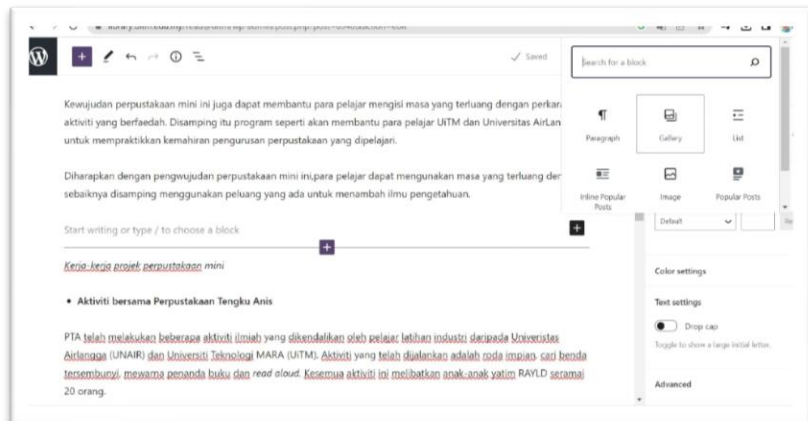 Saved
Search for a block
Paragraph
Gallery
List
Inline Popular
Posts
Image
Popular Posts
Default
Kewujudan perpustakaan mini ini juga dapat membantu para pelajar mengisi masa yang terluang dengan perkar
aktiviti yang berfaedah. Disamping itu program seperti akan membantu para pelajar UiTM dan Universitas AirLan
untuk mempraktikkan kemahiran pengurusan perpustakaan yang dipelajari.
Diharapkan dengan pengwujudan perpustakaan mini ini,para pelajar dapat mengunakan masa yang terluang der
sebaiknya disamping menggunakan peluang yang ada untuk menambah ilmu pengetahuan.
Start writing or type / to choose a block
Kerja-kerja projek perpustakaan mini
• Aktiviti bersama Perpustakaan Tengku Anis
PTA telah melakukan beberapa aktiviti ilmiah yang dikendalikan oleh pelajar latihan industri daripada Univeristas
Airlangga (UNAIR) dan Universiti Teknologi MARA (UiTM). Aktiviti yang telah dijalankan adalah roda impian, cari benda
tersembunyi, mewarna penanda buku dan read aloud. Kesemua aktiviti ini melibatkan anak-anak yatim RAYLD seramai
20 orang.
Color settings
Text settings
Drop cap
Toggle to show a large initial letter.
Advanced